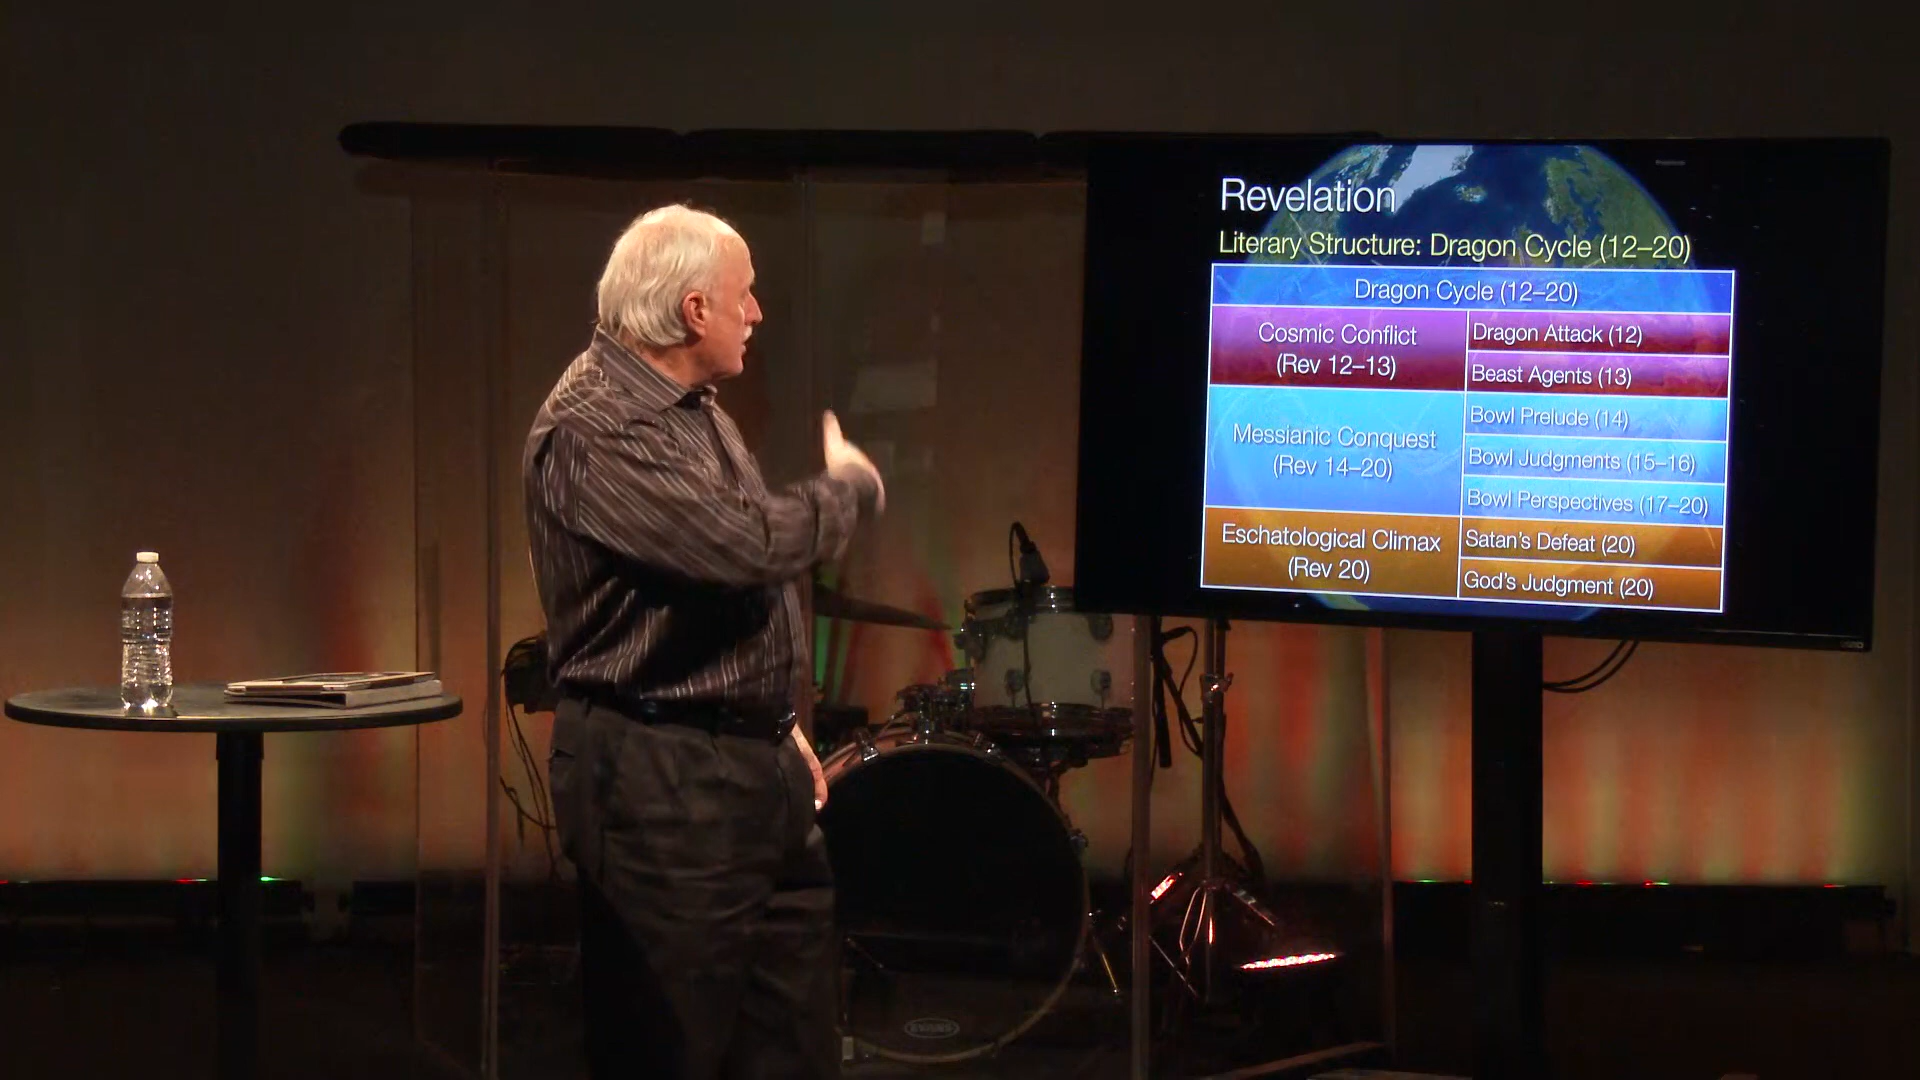 Revelation
Literary Structure: Dragon Cycle (12–20)
Dragon Cycle (12–20)
Cosmic Conflict
(Rev 12–13)
Dragon Attack (12)
Beast Agents (13)
Messianic Conquest
(Rev 14–20)
Bowl Prelude (14)
Bowl Judgments (15–16)
Bowl Perspectives (17–20)
Eschatological Climax
(Rev 20)
Satan's Defeat (20)
God's Judgment (20)
EVANS